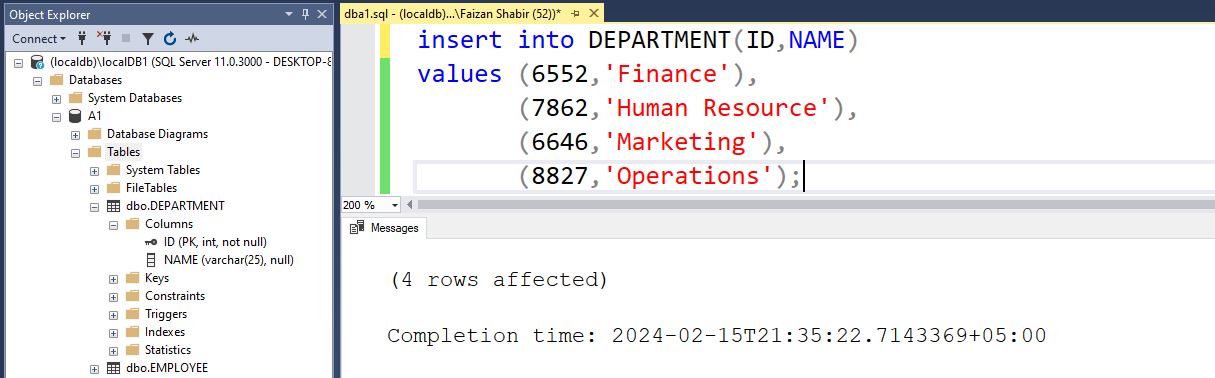 Object Explorer
Connect
(localdb)\localDB1 (SQL Server 11.0.3000 - DESKTOP-8
Databases
System Databases
A1
Database Diagrams
Tables
System Tables
FileTables
dbo.DEPARTMENT
Columns
ID (PK, int, not null)
NAME (varchar(25), null)
Keys
Constraints
Triggers
Indexes
Statistics
dbo.EMPLOYEE
dba1.sql - (localdb)...\Faizan Shabir (52))*
insert into DEPARTMENT(ID,NAME)
values (6552,'Finance'),
(7862,'Human Resource'),
(6646,'Marketing'),
(8827,'Operations');
200 %
Messages
(4 rows affected)
Completion time: 2024-02-15T21:35:22.7143369+05:00